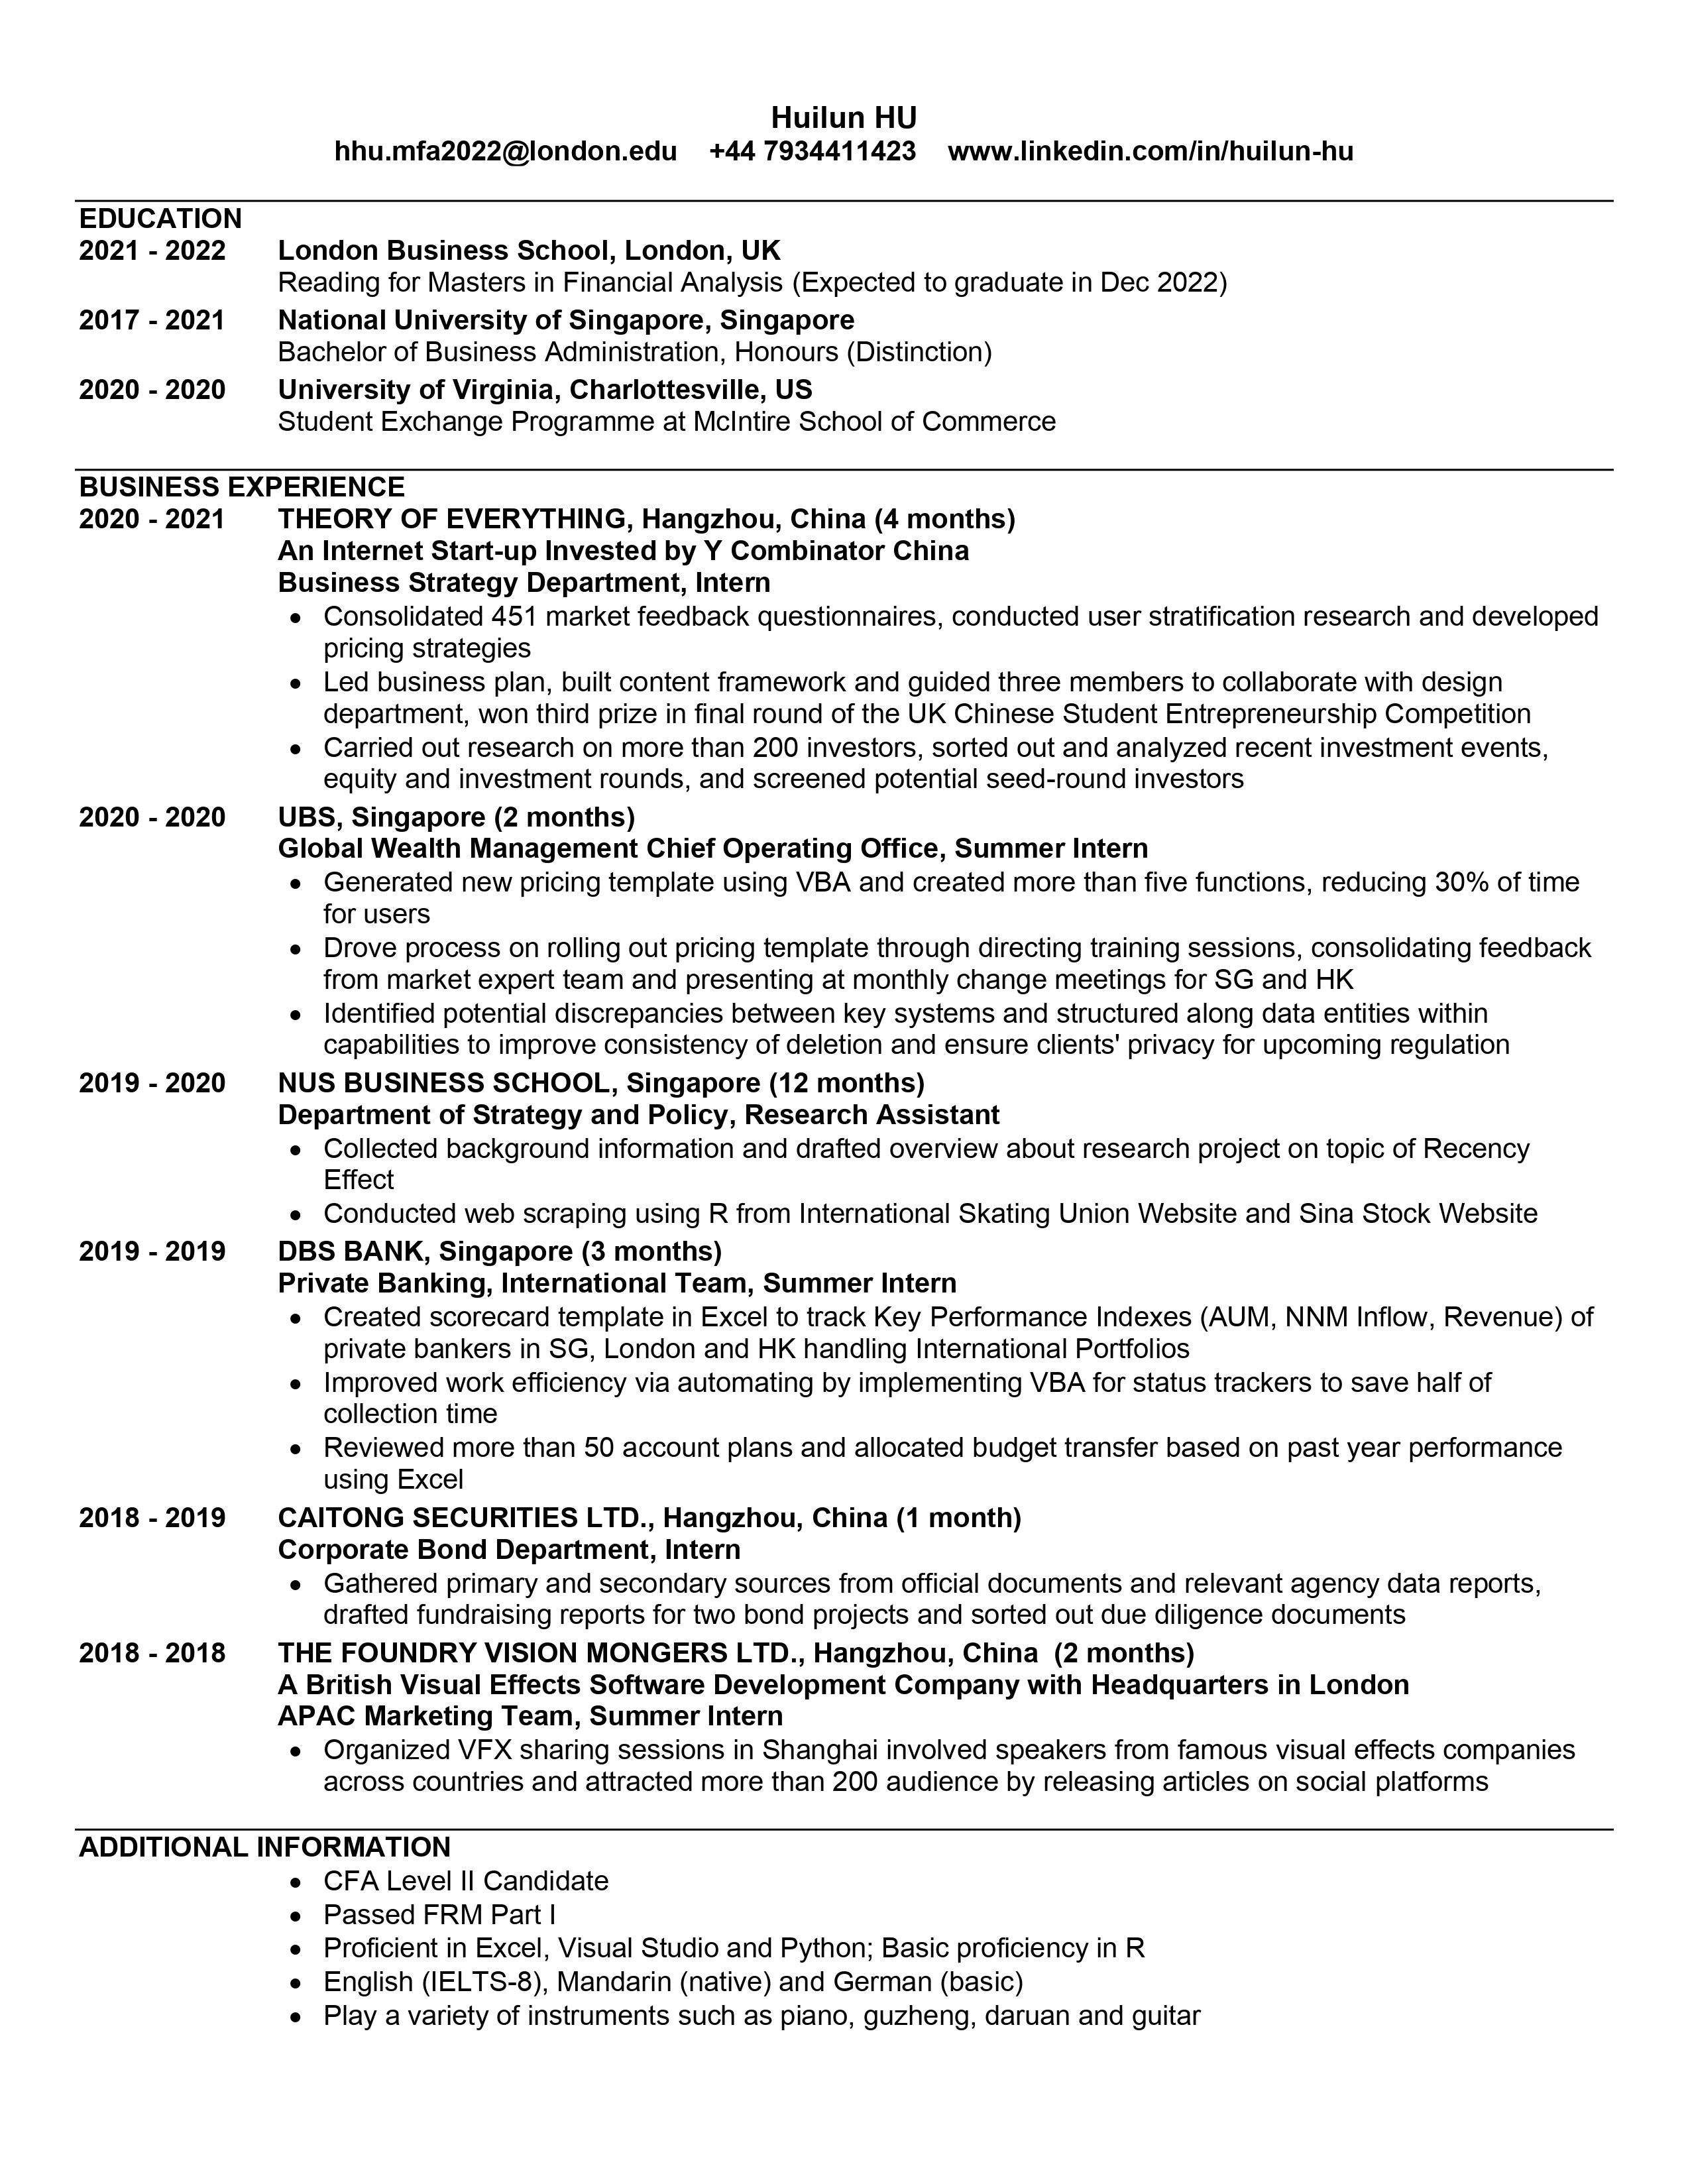 Huilun HU
hhu.mfa2022@london.edu +44 7934411423 www.linkedin.com/in/huilun-hu
EDUCATION
2021 - 2022 London Business School, London, UK
Reading for Masters in Financial Analysis (Expected to graduate in Dec 2022)
2017 - 2021 National University of Singapore, Singapore
Bachelor of Business Administration, Honours (Distinction)
2020 - 2020 University of Virginia, Charlottesville, US
Student Exchange Programme at McIntire School of Commerce
BUSINESS EXPERIENCE
2020 - 2021 THEORY OF EVERYTHING, Hangzhou, China (4 months)
An Internet Start-up Invested by Y Combinator China
Business Strategy Department, Intern
• Consolidated 451 market feedback questionnaires, conducted user stratification research and developed
pricing strategies
• Led business plan, built content framework and guided three members to collaborate with design
department, won third prize in final round of the UK Chinese Student Entrepreneurship Competition
• Carried out research on more than 200 investors, sorted out and analyzed recent investment events,
equity and investment rounds, and screened potential seed-round investors
2020 - 2020 UBS, Singapore (2 months)
Global Wealth Management Chief Operating Office, Summer Intern
• Generated new pricing template using VBA and created more than five functions, reducing 30% of time
for users
• Drove process on rolling out pricing template through directing training sessions, consolidating feedback
from market expert team and presenting at monthly change meetings for SG and HK
• Identified potential discrepancies between key systems and structured along data entities within
capabilities to improve consistency of deletion and ensure clients' privacy for upcoming regulation
2019 - 2020 NUS BUSINESS SCHOOL, Singapore (12 months)
Department of Strategy and Policy, Research Assistant
• Collected background information and drafted overview about research project on topic of Recency
Effect
• Conducted web scraping using R from International Skating Union Website and Sina Stock Website
2019 - 2019 DBS BANK, Singapore (3 months)
Private Banking, International Team, Summer Intern
• Created scorecard template in Excel to track Key Performance Indexes (AUM, NNM Inflow, Revenue) of
private bankers in SG, London and HK handling International Portfolios
• Improved work efficiency via automating by implementing VBA for status trackers to save half of
collection time
• Reviewed more than 50 account plans and allocated budget transfer based on past year performance
using Excel
2018 - 2019 CAITONG SECURITIES LTD., Hangzhou, China (1 month)
Corporate Bond Department, Intern
• Gathered primary and secondary sources from official documents and relevant agency data reports,
drafted fundraising reports for two bond projects and sorted out due diligence documents
2018 - 2018 THE FOUNDRY VISION MONGERS LTD., Hangzhou, China (2 months)
A British Visual Effects Software Development Company with Headquarters in London
APAC Marketing Team, Summer Intern
• Organized VFX sharing sessions in Shanghai involved speakers from famous visual effects companies
across countries and attracted more than 200 audience by releasing articles on social platforms
ADDITIONAL INFORMATION
• CFA Level II Candidate
• Passed FRM Part I
• Proficient in Excel, Visual Studio and Python; Basic proficiency in R
• English (IELTS-8), Mandarin (native) and German (basic)
• Play a variety of instruments such as piano, guzheng, daruan and guitar